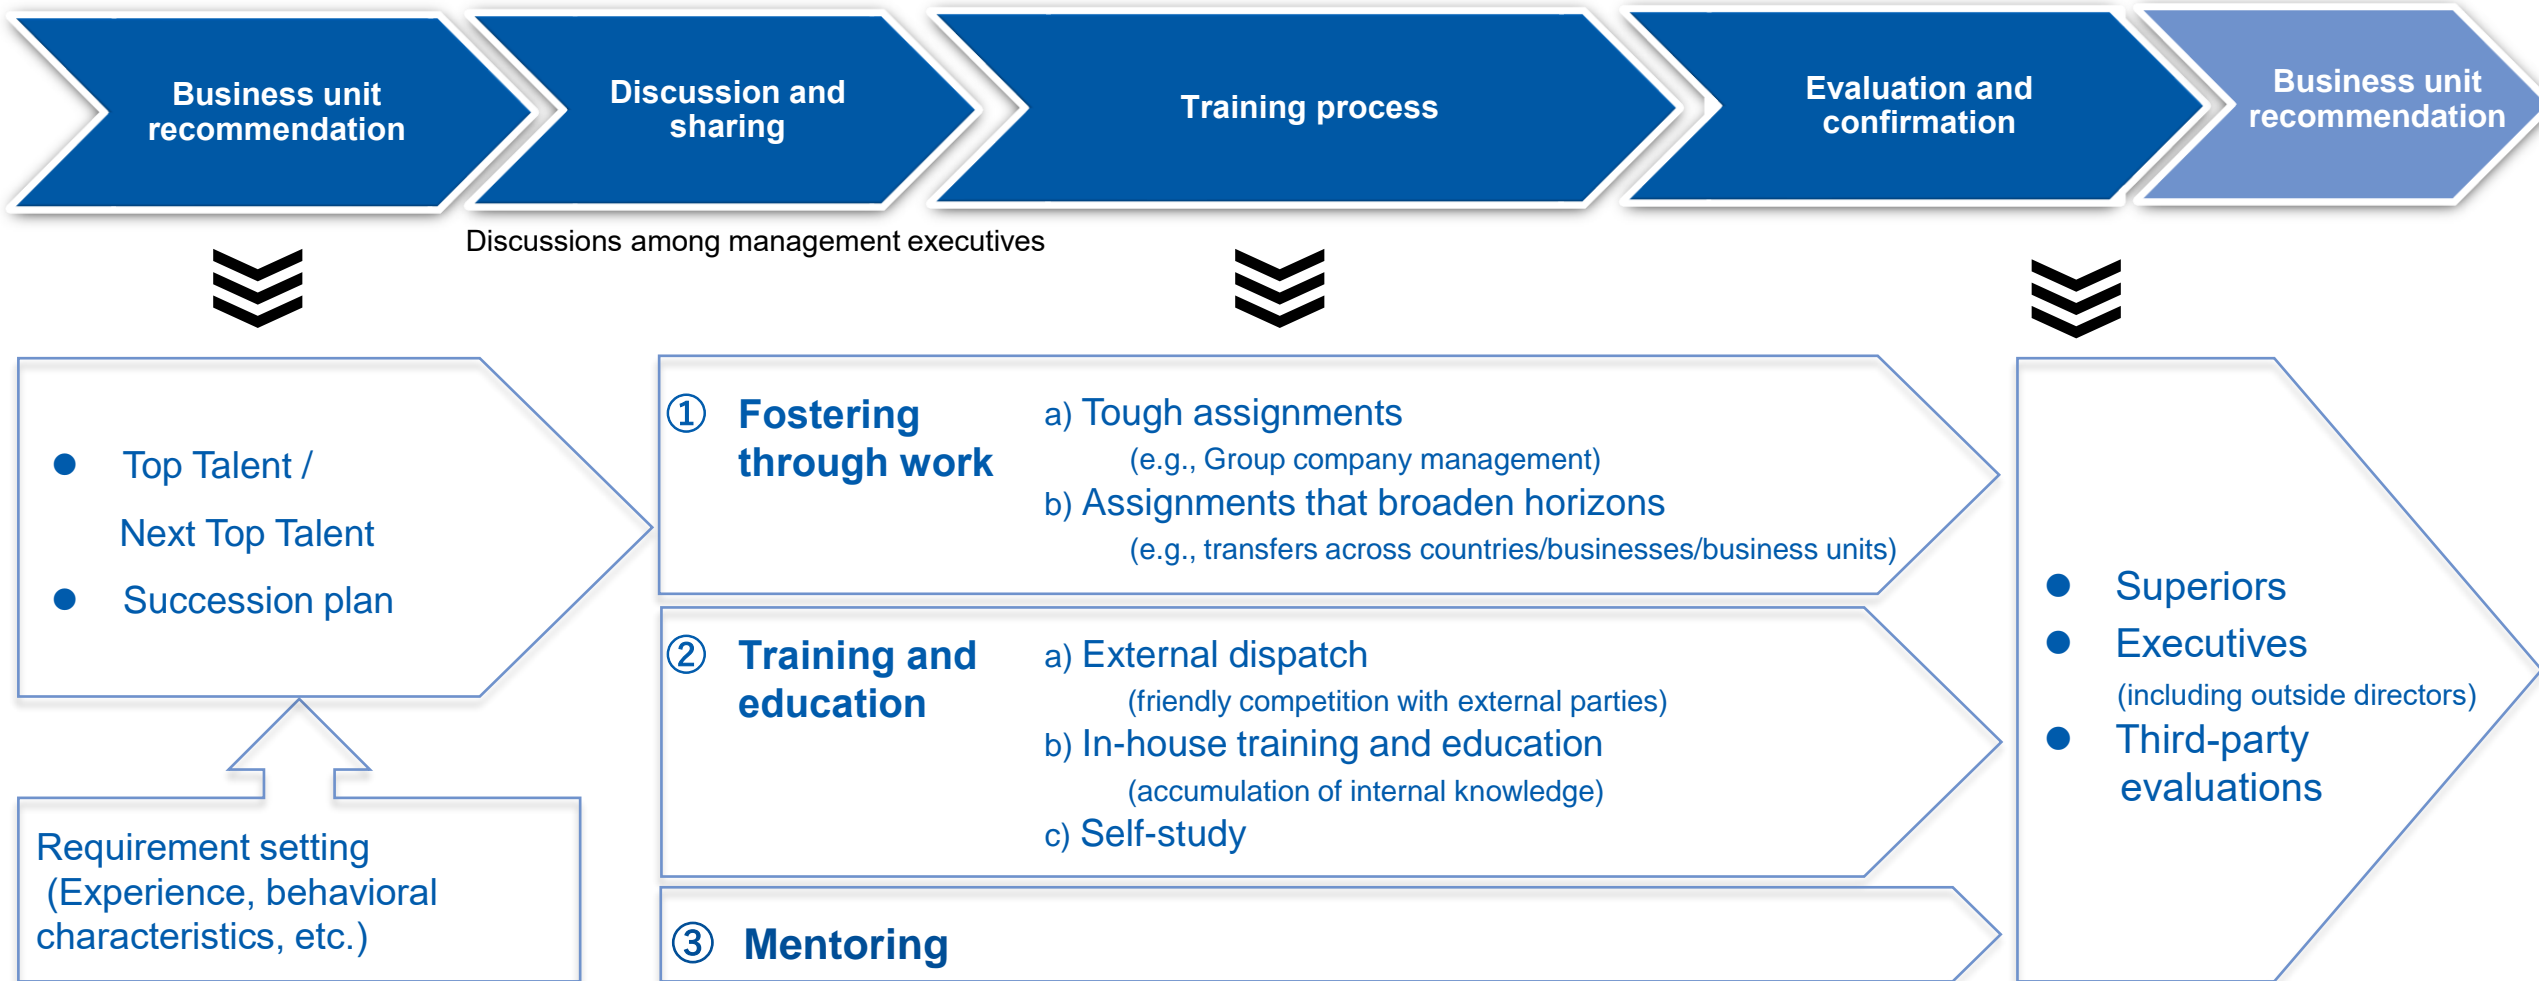 Business unit
recommendation
Discussion and
sharing
Training process
Evaluation and
confirmation
Business unit
recommendation
Discussions among management executives
● Top Talent /
Next Top Talent
● Succession plan
Requirement setting
(Experience, behavioral
characteristics, etc.)
① Fostering
through work
a) Tough assignments
(e.g., Group company management)
b) Assignments that broaden horizons
(e.g., transfers across countries/businesses/business units)
② Training and
education
a) External dispatch
(friendly competition with external parties)
b) In-house training and education
(accumulation of internal knowledge)
c) Self-study
③ Mentoring
● Superiors
● Executives
(including outside directors)
● Third-party
evaluations